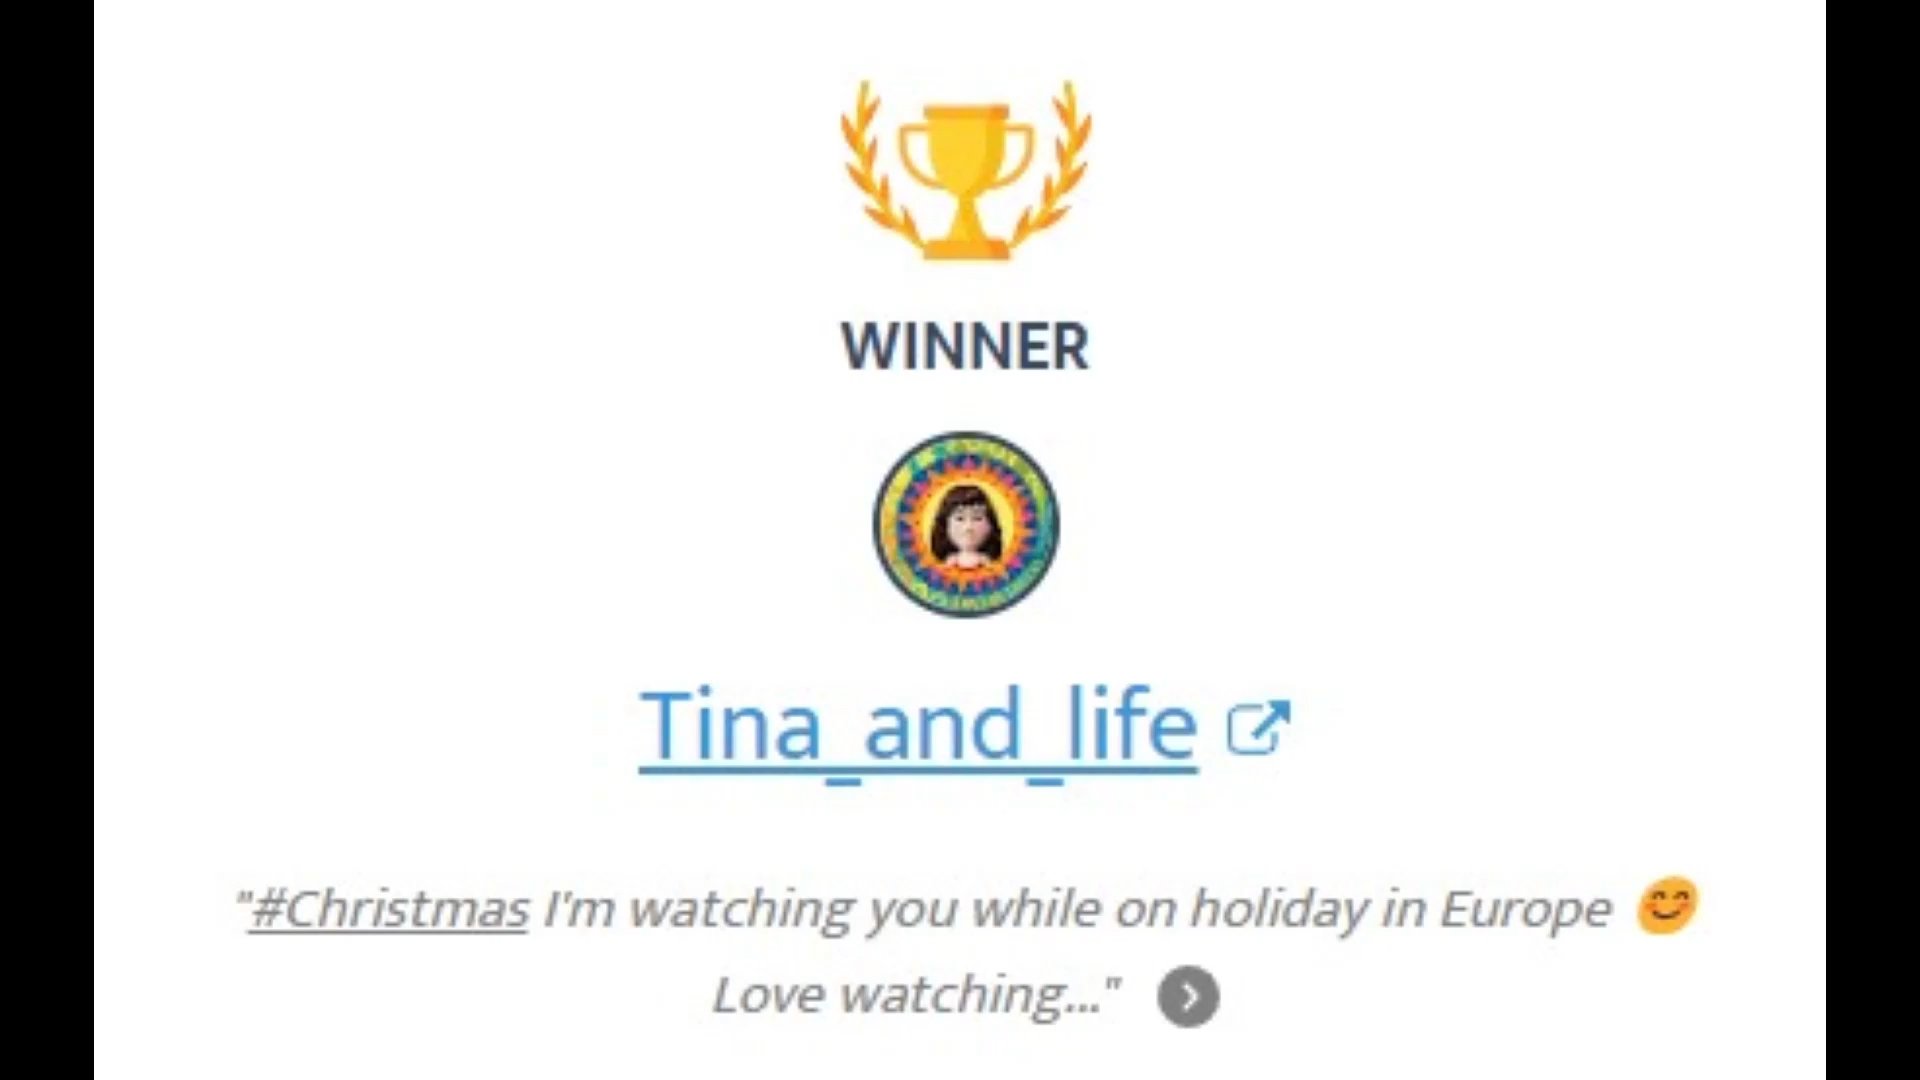 WINNER
Tina_and_life
"#Christmas I'm watching you while on holiday in Europe 😊
Love watching..."